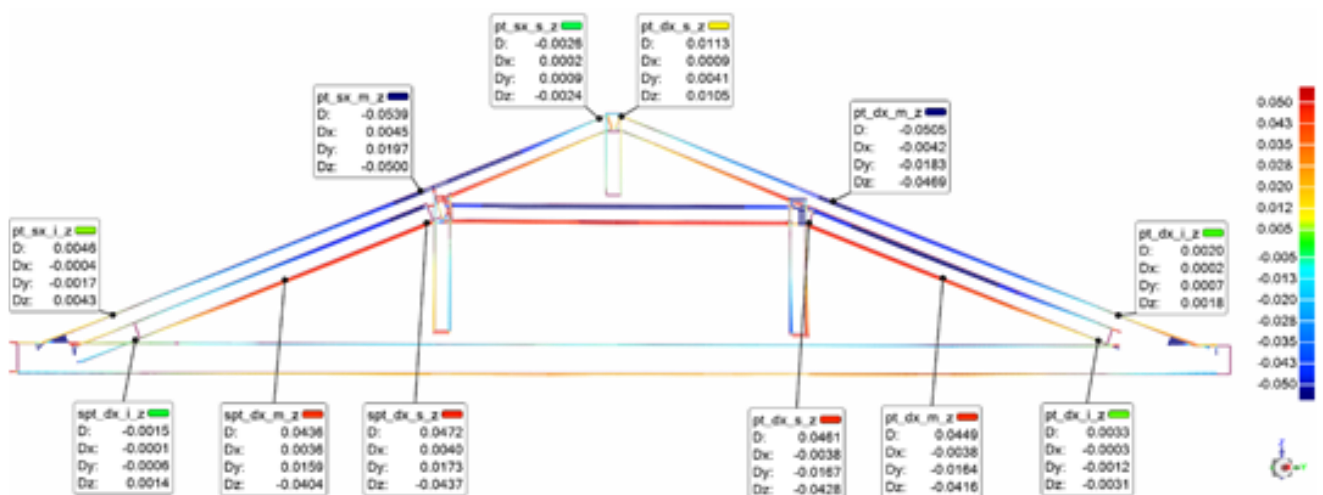 pt_sx_s_z
D: -0.0026
Dx: 0.0002
Dy: 0.0009
Dz: -0.0024
pt_dx_s_z
D: 0.0113
Dx: 0.0009
Dy: 0.0041
Dz: 0.0105
pt_sx_m_z
D: -0.0539
Dx: 0.0045
Dy: 0.0197
Dz: -0.0500
pt_dx_m_z
D: -0.0505
Dx: -0.0042
Dy: -0.0183
Dz: -0.0469
pt_sx_i_z
D: 0.0046
Dx: -0.0004
Dy: -0.0017
Dz: 0.0043
pt_dx_i_z
D: 0.0020
Dx: 0.0002
Dy: 0.0007
Dz: 0.0018
0.050
0.043
0.035
0.028
0.020
0.012
0.005
-0.005
-0.013
-0.020
-0.028
-0.035
-0.043
-0.050
spt_dx_i_z
D: -0.0015
Dx: -0.0001
Dy: -0.0006
Dz: 0.0014
spt_dx_m_z
D: 0.0436
Dx: 0.0036
Dy: 0.0159
Dz: -0.0404
spt_dx_s_z
D: 0.0472
Dx: 0.0040
Dy: 0.0173
Dz: -0.0437
pt_dx_s_z
D: 0.0461
Dx: -0.0038
Dy: -0.0167
Dz: -0.0428
pt_dx_m_z
D: 0.0449
Dx: -0.0038
Dy: -0.0164
Dz: -0.0416
pt_dx_i_z
D: 0.0033
Dx: -0.0003
Dy: -0.0012
Dz: -0.0031